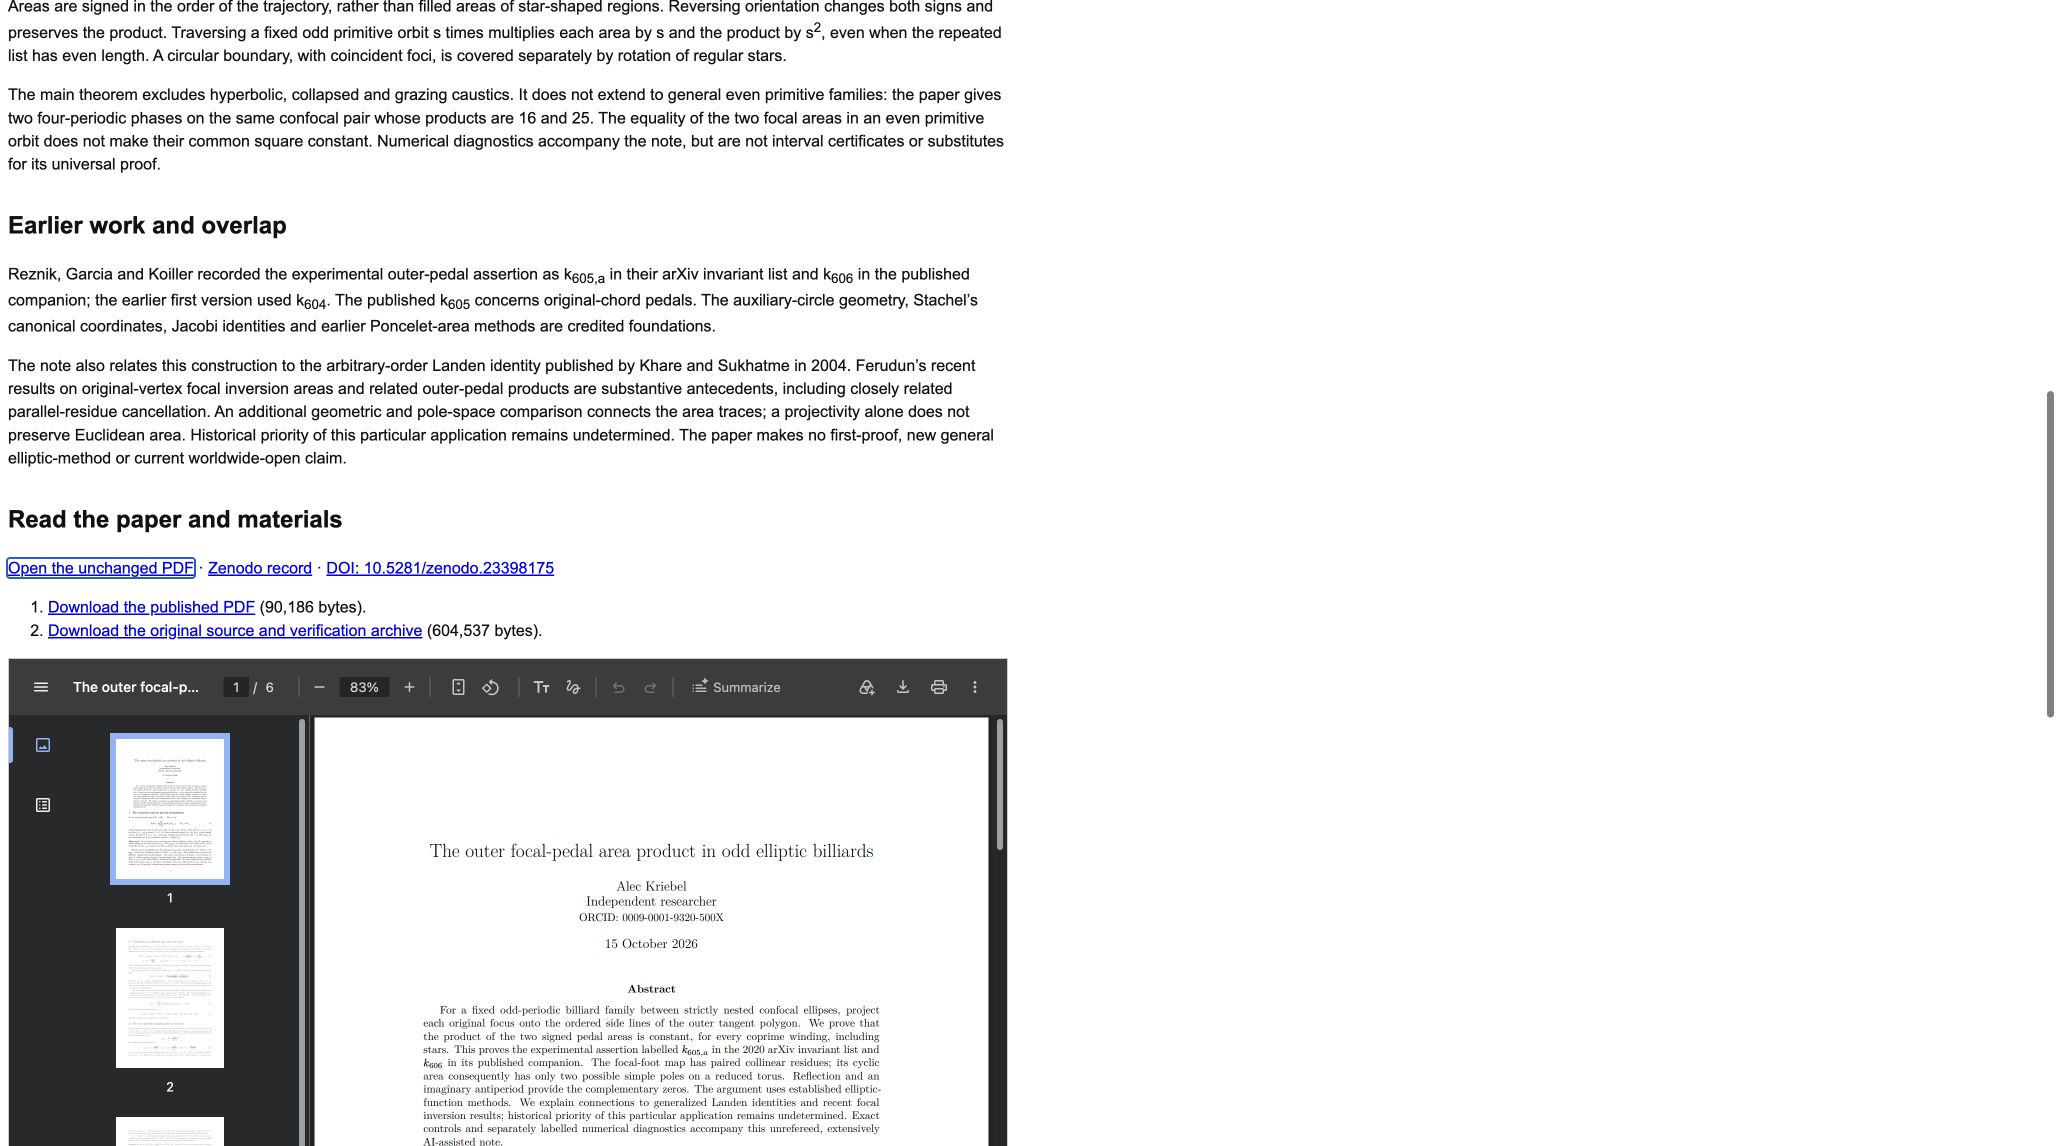 Areas are signed in the order of the trajectory, rather than filled areas of star-shaped regions. Reversing orientation changes both signs and
preserves the product. Traversing a fixed odd primitive orbit s times multiplies each area by s and the product by s2, even when the repeated
list has even length. A circular boundary, with coincident foci, is covered separately by rotation of regular stars.
The main theorem excludes hyperbolic, collapsed and grazing caustics. It does not extend to general even primitive families: the paper gives
two four-periodic phases on the same confocal pair whose products are 16 and 25. The equality of the two focal areas in an even primitive
orbit does not make their common square constant. Numerical diagnostics accompany the note, but are not interval certificates or substitutes
for its universal proof.
Earlier work and overlap
Reznik, Garcia and Koiller recorded the experimental outer-pedal assertion as k605,a in their arXiv invariant list and k606 in the published
companion; the earlier first version used k604. The published k605 concerns original-chord pedals. The auxiliary-circle geometry, Stachel’s
canonical coordinates, Jacobi identities and earlier Poncelet-area methods are credited foundations.
The note also relates this construction to the arbitrary-order Landen identity published by Khare and Sukhatme in 2004. Ferudun’s recent
results on original-vertex focal inversion areas and related outer-pedal products are substantive antecedents, including closely related
parallel-residue cancellation. An additional geometric and pole-space comparison connects the area traces; a projectivity alone does not
preserve Euclidean area. Historical priority of this particular application remains undetermined. The paper makes no first-proof, new general
elliptic-method or current worldwide-open claim.
Read the paper and materials
Open the unchanged PDF · Zenodo record · DOI: 10.5281/zenodo.23398175
1. Download the published PDF (90,186 bytes).
2. Download the original source and verification archive (604,537 bytes).
The outer focal-p... 1 / 6 83% Summarize
1
2
The outer focal-pedal area product in odd elliptic billiards
Alec Kriebel
Independent researcher
ORCID: 0009-0001-9320-500X
15 October 2026
Abstract
For a fixed odd-periodic billiard family between strictly nested confocal ellipses, project
each original focus onto the ordered side lines of the outer tangent polygon. We prove that
the product of the two signed pedal areas is constant, for every coprime winding, including
stars. This proves the experimental assertion labelled k605,a in the 2020 arXiv invariant list and
k606 in its published companion. The focal-foot map has paired collinear residues; its cyclic
area consequently has only two possible simple poles on a reduced torus. Reflection and an
imaginary antiperiod provide the complementary zeros. The argument uses established elliptic-
function methods. We explain connections to generalized Landen identities and recent focal
inversion results; historical priority of this particular application remains undetermined. Exact
controls and separately labelled numerical diagnostics accompany this unrefereed, extensively
AI-assisted note.